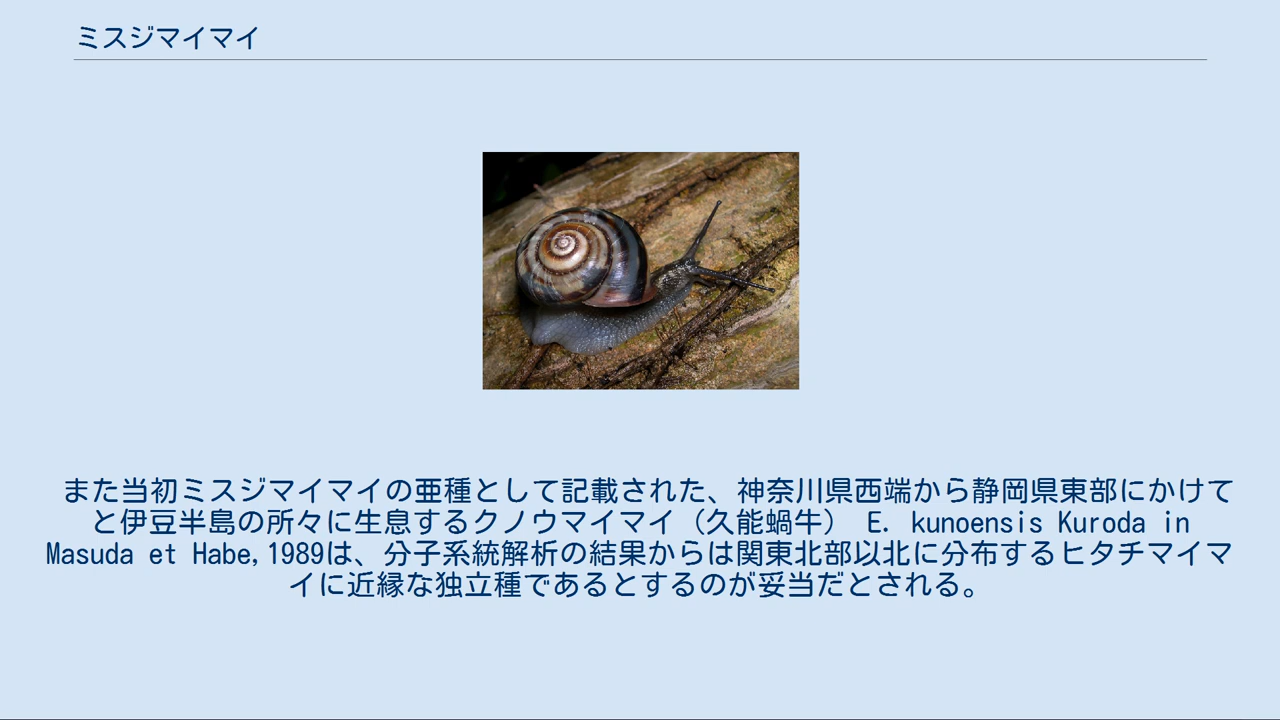 ミスジマイマイ
また当初ミスジマイマイの亜種として記載された、神奈川県西端から静岡県東部にかけて
と伊豆半島の所々に生息するクノウマイマイ（久能蝸牛） E. kunoensis Kuroda in
Masuda et Habe,1989は、分子系統解析の結果からは関東北部以北に分布するヒタチマイマ
イに近縁な独立種であるとするのが妥当だとされる。